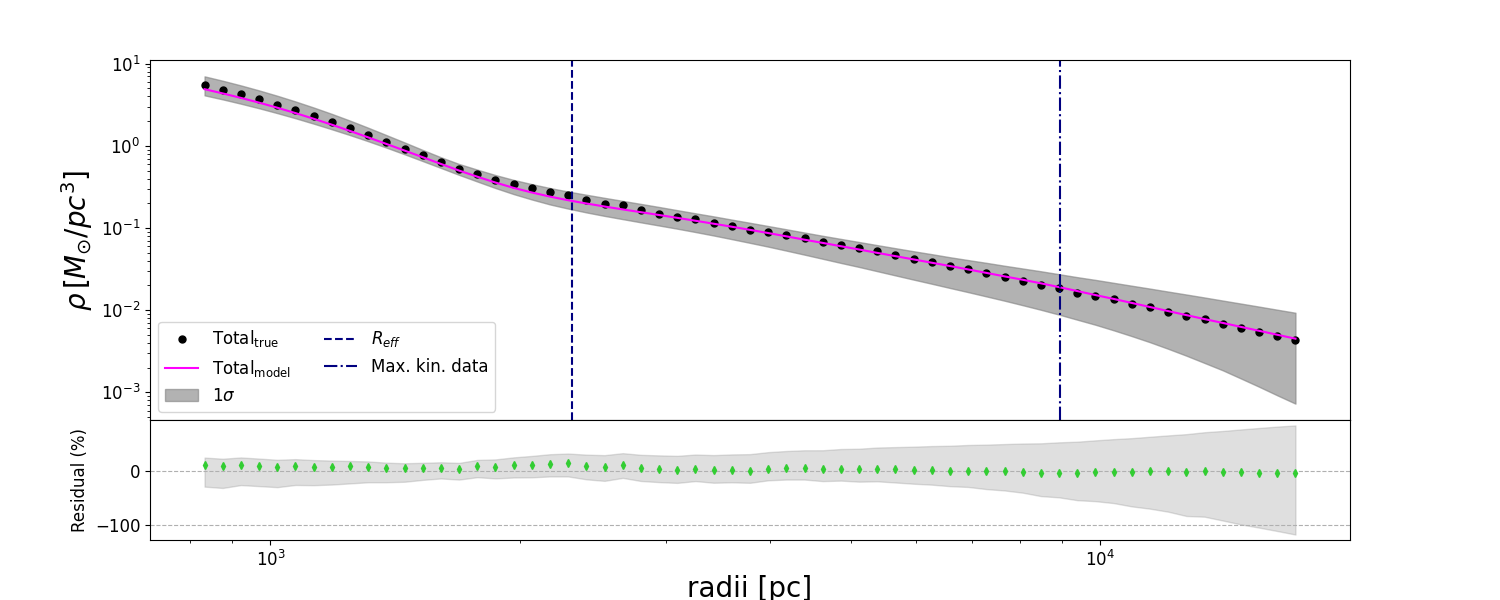 10¹
10⁰
10⁻¹
10⁻²
10⁻³
ρ [M⊙/pc³]
Total_true
Total_model
1σ
R_eff
Max. kin. data
0
−100
Residual (%)
10³
10⁴
radii [pc]